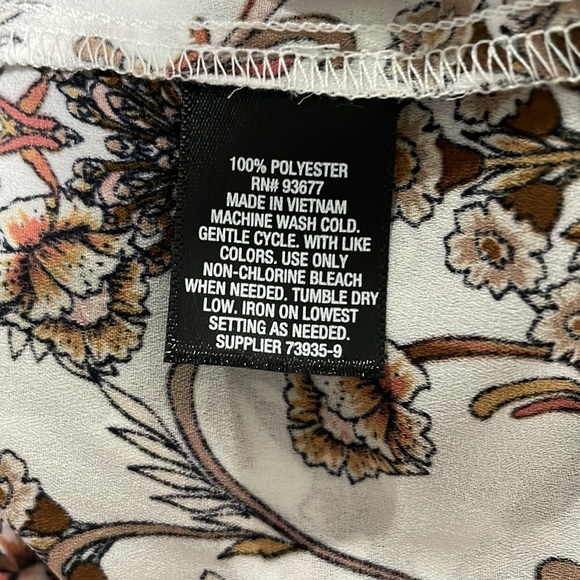 100% POLYESTER
RN# 93677
MADE IN VIETNAM
MACHINE WASH COLD.
GENTLE CYCLE. WITH LIKE
COLORS. USE ONLY
NON-CHLORINE BLEACH
WHEN NEEDED. TUMBLE DRY
LOW. IRON ON LOWEST
SETTING AS NEEDED.
SUPPLIER 73935-9